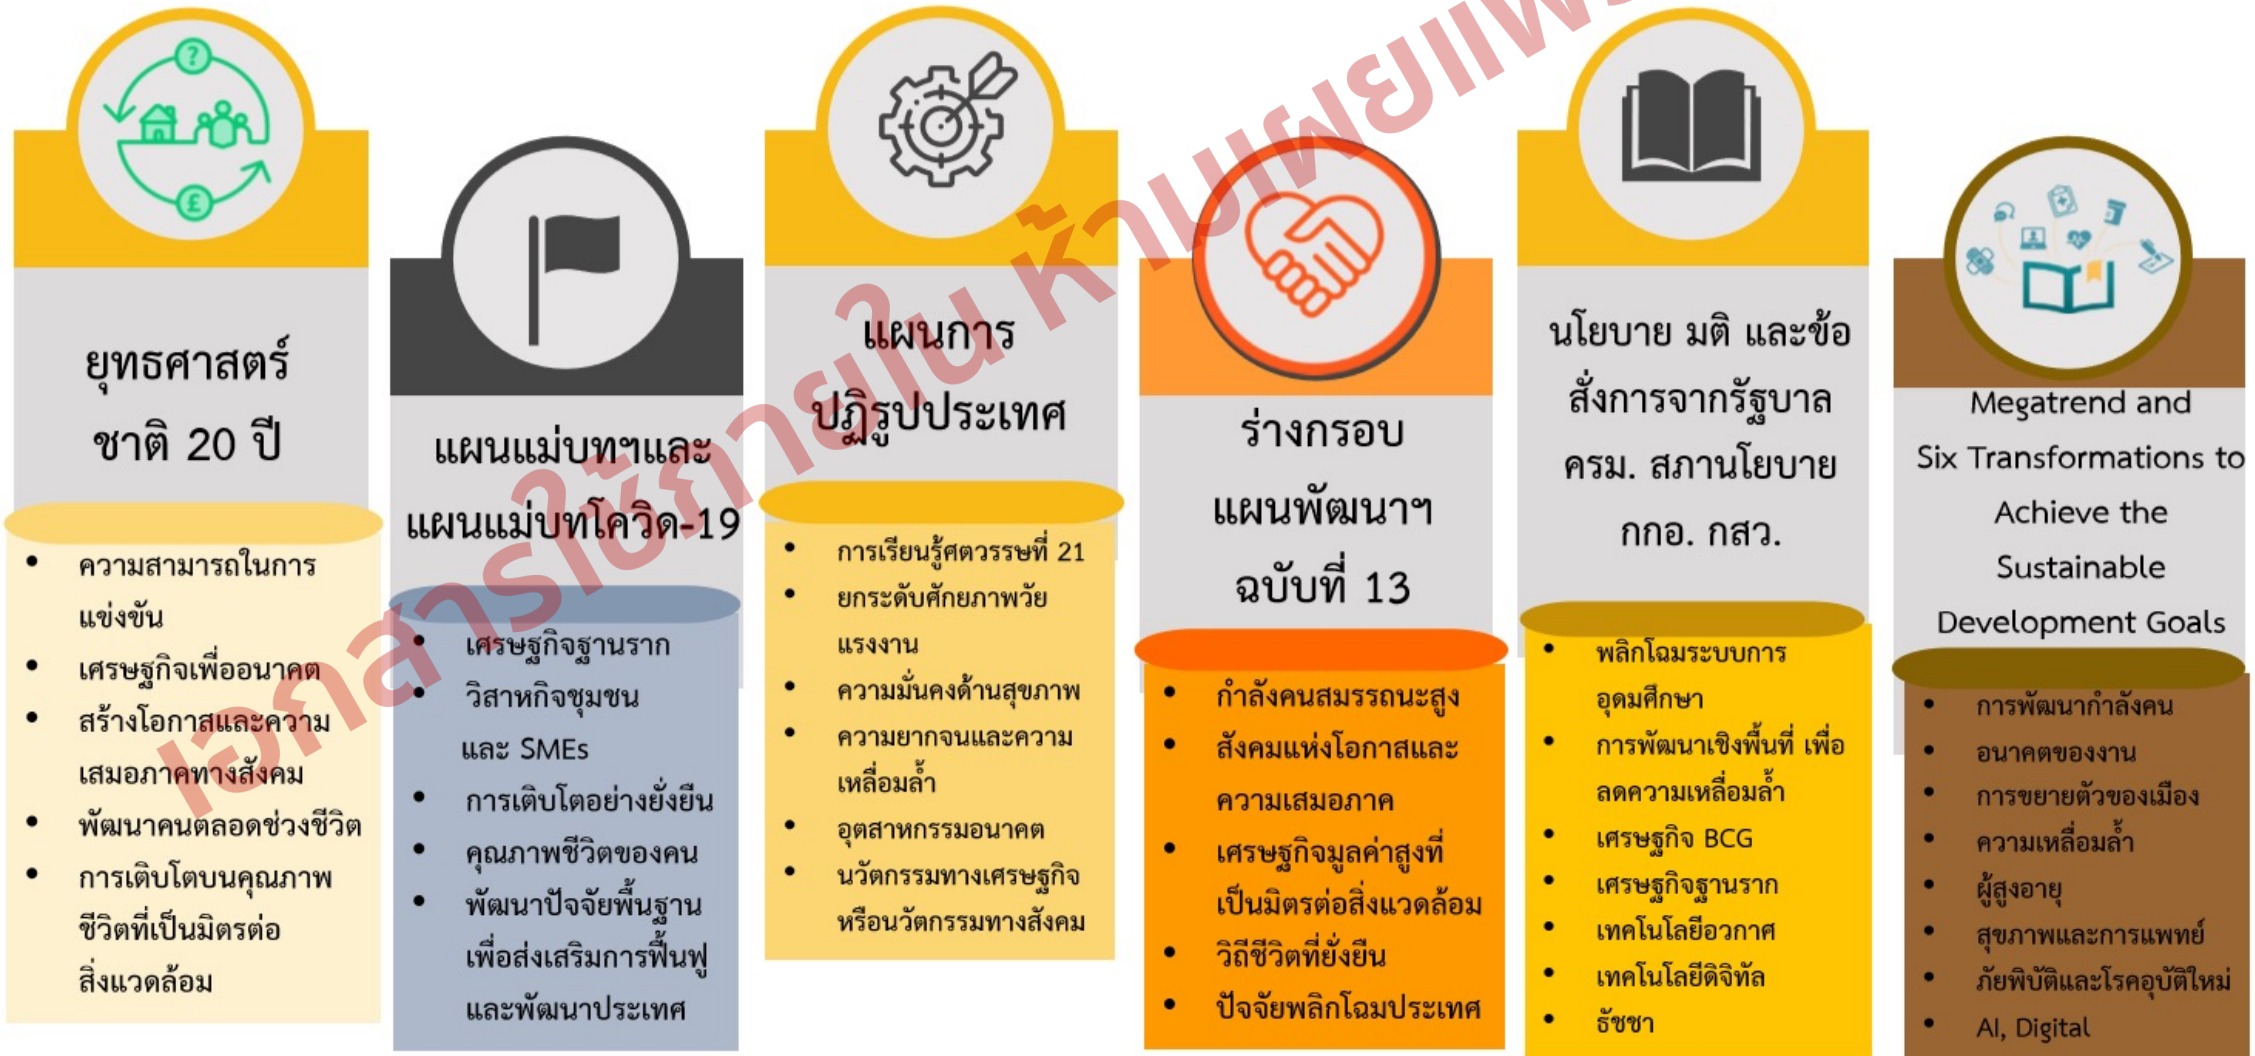 ยุทธศาสตร์
ชาติ 20 ปี
• ความสามารถในการ
แข่งขัน
• เศรษฐกิจเพื่ออนาคต
• สร้างโอกาสและความ
เสมอภาคทางสังคม
• พัฒนาคนตลอดช่วงชีวิต
• การเติบโตบนคุณภาพ
ชีวิตที่เป็นมิตรต่อ
สิ่งแวดล้อม
แผนแม่บทฯและ
แผนแม่บทโควิด-19
• เศรษฐกิจฐานราก
• วิสาหกิจชุมชน
และ SMEs
• การเติบโตอย่างยั่งยืน
• คุณภาพชีวิตของคน
• พัฒนาปัจจัยพื้นฐาน
เพื่อส่งเสริมการฟื้นฟู
และพัฒนาประเทศ
แผนการ
ปฏิรูปประเทศ
• การเรียนรู้ศตวรรษที่ 21
• ยกระดับศักยภาพวัย
แรงงาน
• ความมั่นคงด้านสุขภาพ
• ความยากจนและความ
เหลื่อมล้ำ
• อุตสาหกรรมอนาคต
• นวัตกรรมทางเศรษฐกิจ
หรือนวัตกรรมทางสังคม
ร่างกรอบ
แผนพัฒนาฯ
ฉบับที่ 13
• กำลังคนสมรรถนะสูง
• สังคมแห่งโอกาสและ
ความเสมอภาค
• เศรษฐกิจมูลค่าสูงที่
เป็นมิตรต่อสิ่งแวดล้อม
• วิถีชีวิตที่ยั่งยืน
• ปัจจัยพลิกโฉมประเทศ
นโยบาย มติ และข้อ
สั่งการจากรัฐบาล
ครม. สภานโยบาย
กกอ. กสว.
• พลิกโฉมระบบการ
อุดมศึกษา
• การพัฒนาเชิงพื้นที่ เพื่อ
ลดความเหลื่อมล้ำ
• เศรษฐกิจ BCG
• เศรษฐกิจฐานราก
• เทคโนโลยีอวกาศ
• เทคโนโลยีดิจิทัล
• ธัชชา
Megatrend and
Six Transformations to
Achieve the
Sustainable
Development Goals
• การพัฒนากำลังคน
• อนาคตของงาน
• การขยายตัวของเมือง
• ความเหลื่อมล้ำ
• ผู้สูงอายุ
• สุขภาพและการแพทย์
• ภัยพิบัติและโรคอุบัติใหม่
• AI, Digital
เอกสารใช้ภายใน ห้ามเผยแพร่